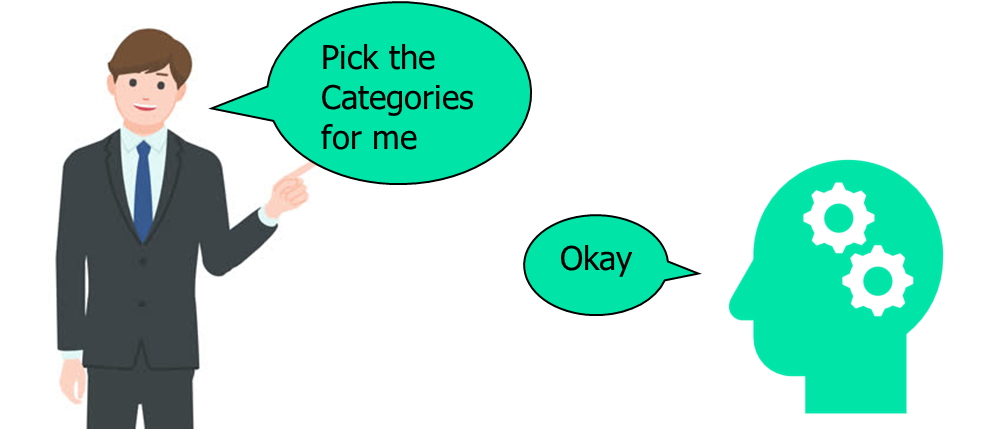 Pick the
Categories
for me
Okay